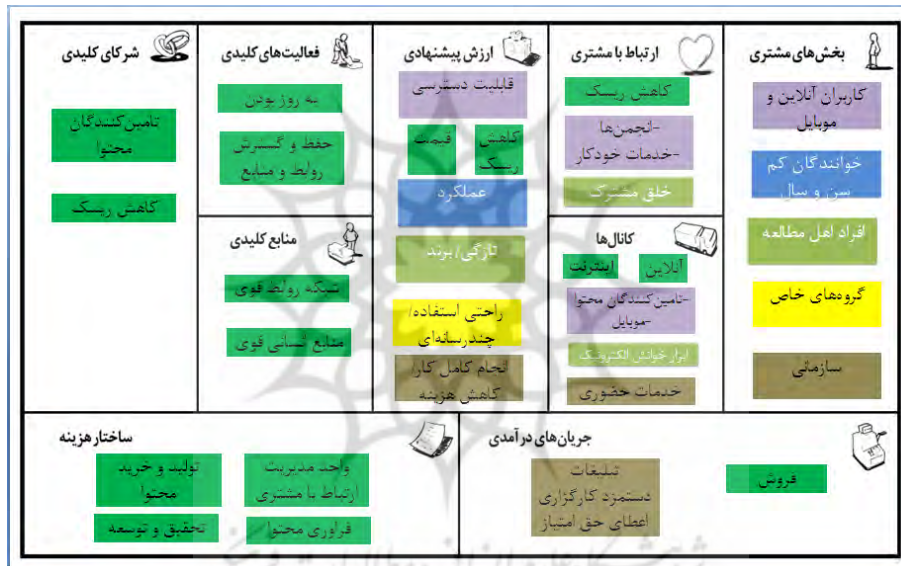 بخش‌های مشتری
کاربران آنلاین و
موبایل
خوانندگان کم
سن و سال
افراد اهل مطالعه
گروه‌های خاص
سازمانی
ارتباط با مشتری
کاهش ریسک
-انجمن‌ها
-خدمات خودکار
خلق مشترک
کانال‌ها
آنلاین
اینترنت
-تامین‌کنندگان محتوا
-موبایل
ابزار خوانش الکترونیک
خدمات حضوری
ارزش پیشنهادی
قابلیت دسترسی
کاهش
ریسک
قیمت
عملکرد
تازگی/ برند
راحتی استفاده/
چندرسانه‌ای
انجام کامل کار/
کاهش هزینه
فعالیت‌های کلیدی
به روز بودن
حفظ و گسترش
روابط و منابع
منابع کلیدی
شبکه روابط قوی
منابع انسانی قوی
شرکای کلیدی
تامین‌کنندگان
محتوا
کاهش ریسک
جریان‌های درآمدی
فروش
تبلیغات
دستمزد کارگزاری
اعطای حق امتیاز
ساختار هزینه
واحد مدیریت
ارتباط با مشتری
تولید و خرید
محتوا
فراوری محتوا
تحقیق و توسعه